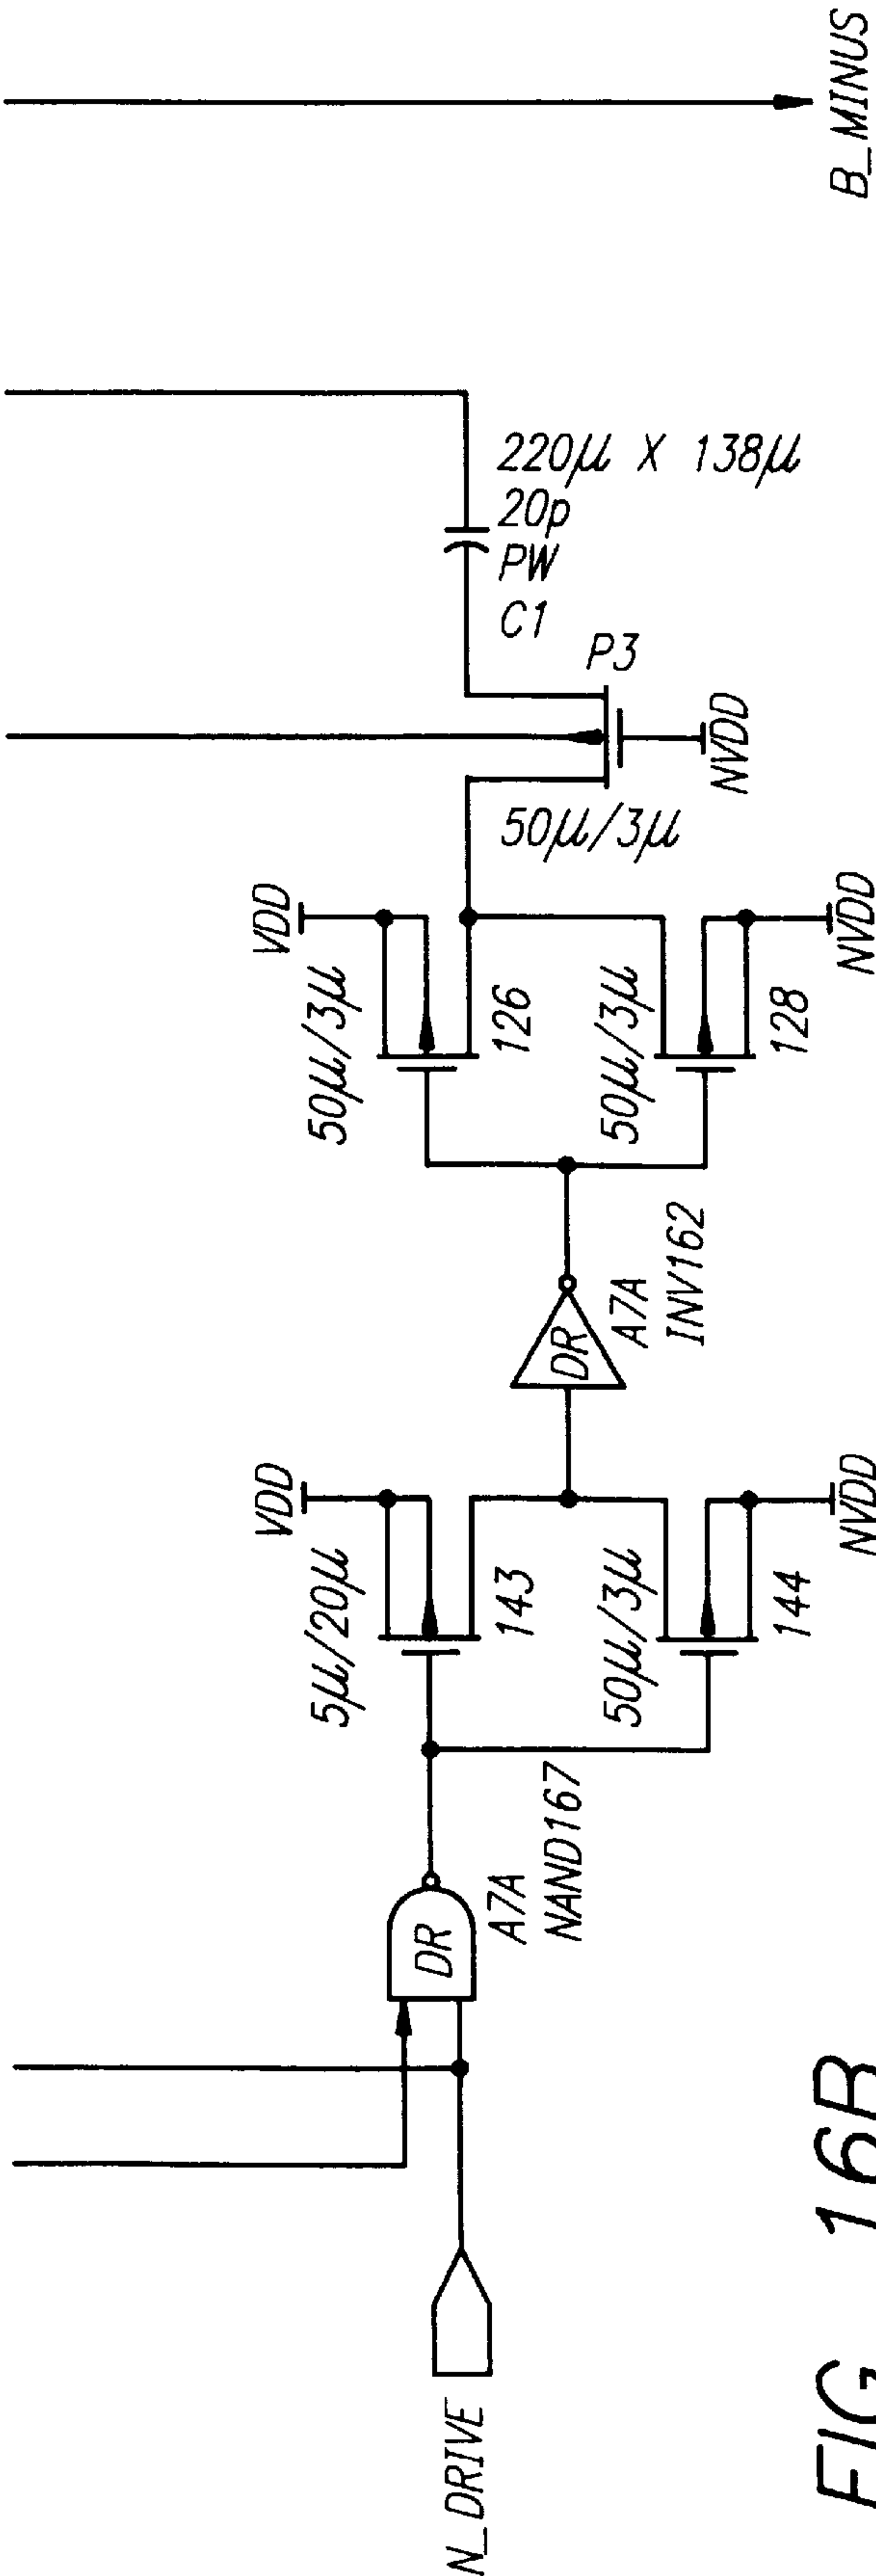 B_MINUS
220μ X 138μ
20p
PW
C1
P3
NVDD
50μ/3μ
VDD
50μ/3μ
126
50μ/3μ
128
NVDD
DR
A7A
INV162
VDD
5μ/20μ
143
50μ/3μ
144
NVDD
DR
A7A
NAND167
N_DRIVE
FIG. 16B